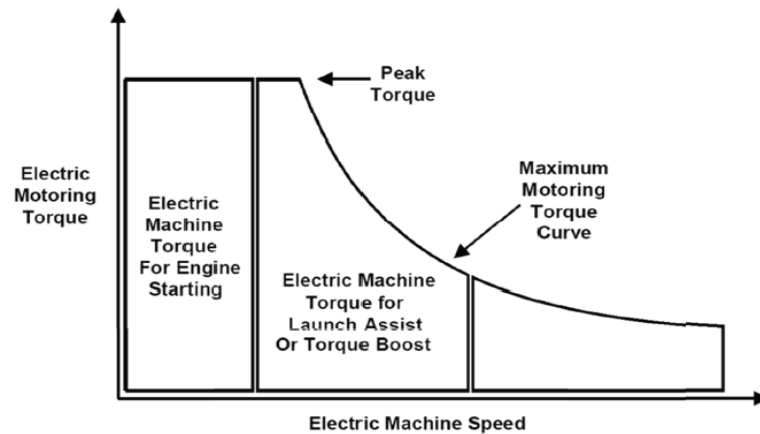 Peak
Torque
Electric
Motoring
Torque
Maximum
Motoring
Torque
Curve
Electric
Machine
Torque
For Engine
Starting
Electric Machine
Torque for
Launch Assist
Or Torque Boost
Electric Machine Speed